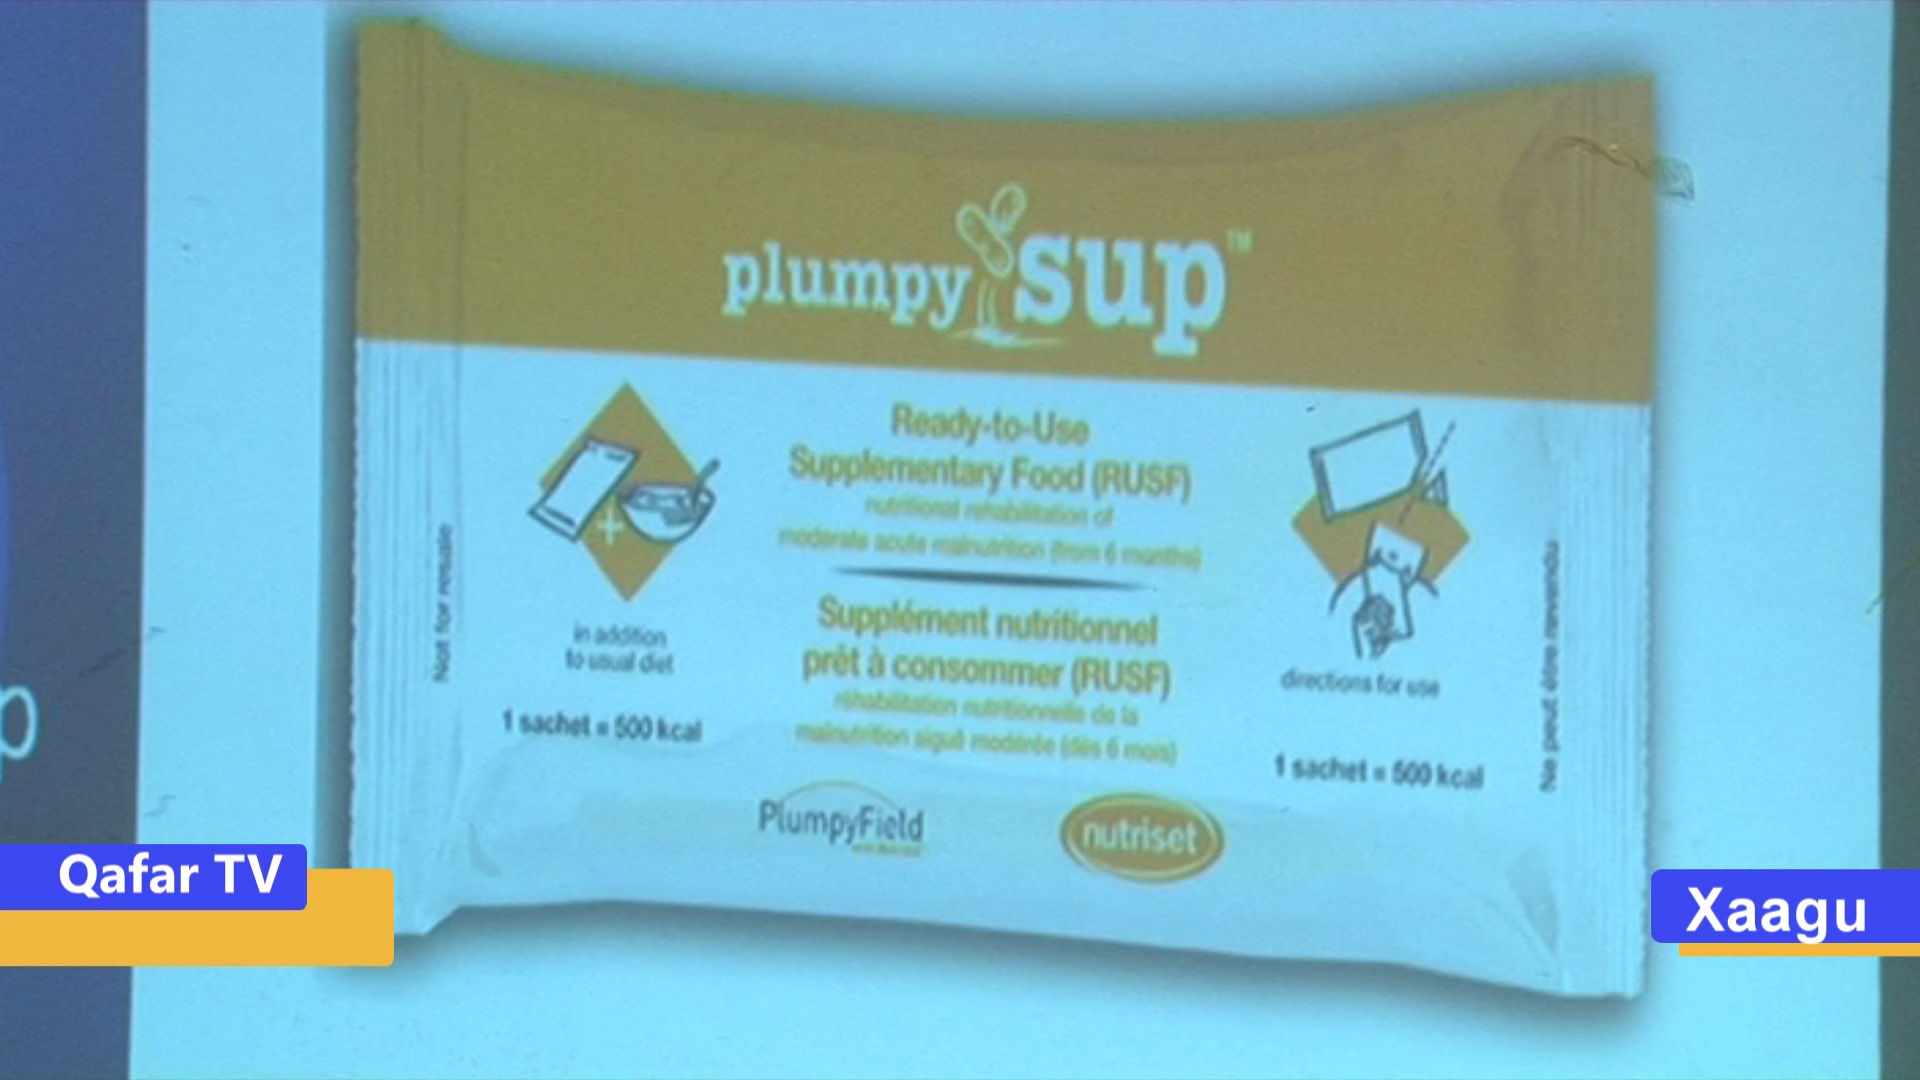 plumpy sup™
Ready-to-Use
Supplementary Food (RUSF)
nutritional rehabilitation of
moderate acute malnutrition (from 6 months)
Supplément nutritionnel
prêt à consommer (RUSF)
réhabilitation nutritionnelle de la
malnutrition aiguë modérée (dès 6 mois)
Not for resale
in addition
to usual diet
1 sachet = 500 kcal
directions for use
1 sachet = 500 kcal
Ne peut être revendu
PlumpyField
nutriset
p
Qafar TV
Xaagu